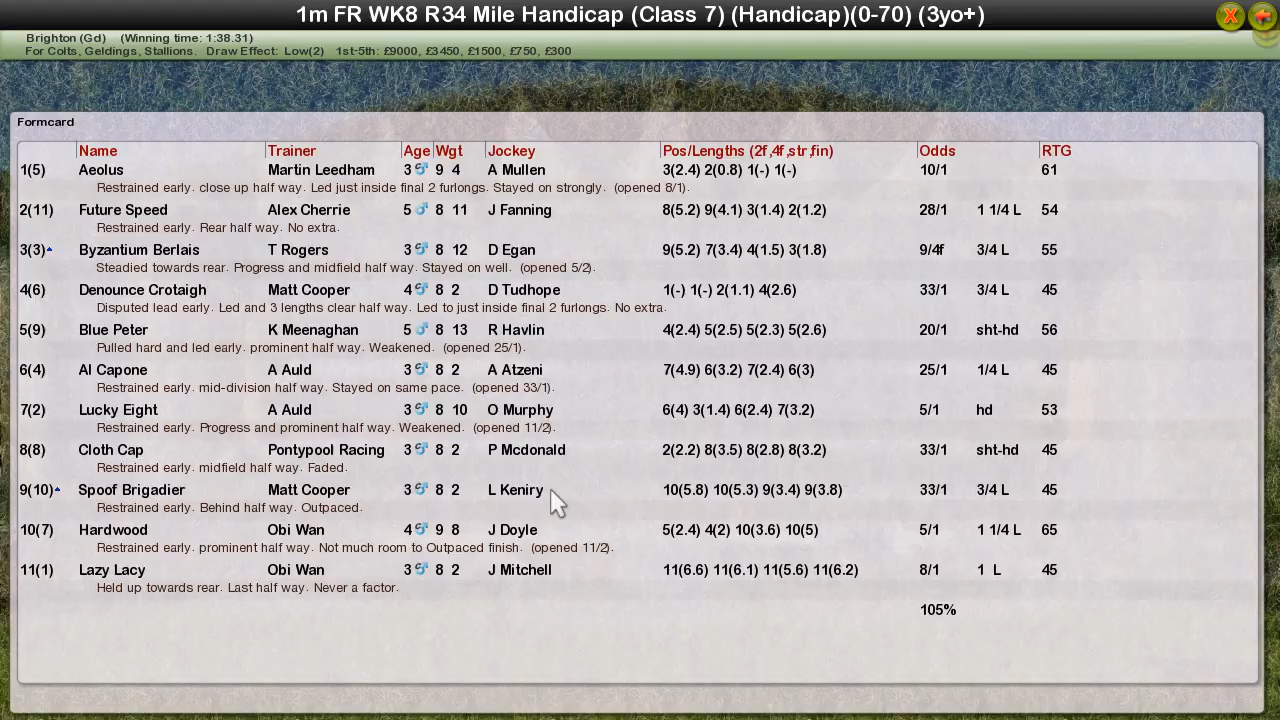 1m FR WK8 R34 Mile Handicap (Class 7) (Handicap)(0-70) (3yo+)
X
Brighton (Gd) (Winning time: 1:38.31)
For Colts, Geldings, Stallions. Draw Effect: Low(2) 1st-5th: £9000, £3450, £1500, £750, £300
Formcard
Name Trainer Age Wgt Jockey Pos/Lengths (2f,4f,str,fin) Odds RTG
1(5) Aeolus Martin Leedham 3 9 4 A Mullen 3(2.4) 2(0.8) 1(-) 1(-) 10/1 61
Restrained early. close up half way. Led just inside final 2 furlongs. Stayed on strongly. (opened 8/1).
2(11) Future Speed Alex Cherrie 5 8 11 J Fanning 8(5.2) 9(4.1) 3(1.4) 2(1.2) 28/1 1 1/4 L 54
Restrained early. Rear half way. No extra.
3(3) Byzantium Berlais T Rogers 3 8 12 D Egan 9(5.2) 7(3.4) 4(1.5) 3(1.8) 9/4f 3/4 L 55
Steadied towards rear. Progress and midfield half way. Stayed on well. (opened 5/2).
4(6) Denounce Crotaigh Matt Cooper 4 8 2 D Tudhope 1(-) 1(-) 2(1.1) 4(2.6) 33/1 3/4 L 45
Disputed lead early. Led and 3 lengths clear half way. Led to just inside final 2 furlongs. No extra.
5(9) Blue Peter K Meenaghan 5 8 13 R Havlin 4(2.4) 5(2.5) 5(2.3) 5(2.6) 20/1 sht-hd 56
Pulled hard and led early. prominent half way. Weakened. (opened 25/1).
6(4) Al Capone A Auld 3 8 2 A Atzeni 7(4.9) 6(3.2) 7(2.4) 6(3) 25/1 1/4 L 45
Restrained early. mid-division half way. Stayed on same pace. (opened 33/1).
7(2) Lucky Eight A Auld 3 8 10 O Murphy 6(4) 3(1.4) 6(2.4) 7(3.2) 5/1 hd 53
Restrained early. Progress and prominent half way. Weakened. (opened 11/2).
8(8) Cloth Cap Pontypool Racing 3 8 2 P Mcdonald 2(2.2) 8(3.5) 8(2.8) 8(3.2) 33/1 sht-hd 45
Restrained early. midfield half way. Faded.
9(10) Spoof Brigadier Matt Cooper 3 8 2 L Keniry 10(5.8) 10(5.3) 9(3.4) 9(3.8) 33/1 3/4 L 45
Restrained early. Behind half way. Outpaced.
10(7) Hardwood Obi Wan 4 9 8 J Doyle 5(2.4) 4(2) 10(3.6) 10(5) 5/1 1 1/4 L 65
Restrained early. prominent half way. Not much room to Outpaced finish. (opened 11/2).
11(1) Lazy Lacy Obi Wan 3 8 2 J Mitchell 11(6.6) 11(6.1) 11(5.6) 11(6.2) 8/1 1 L 45
Held up towards rear. Last half way. Never a factor.
105%